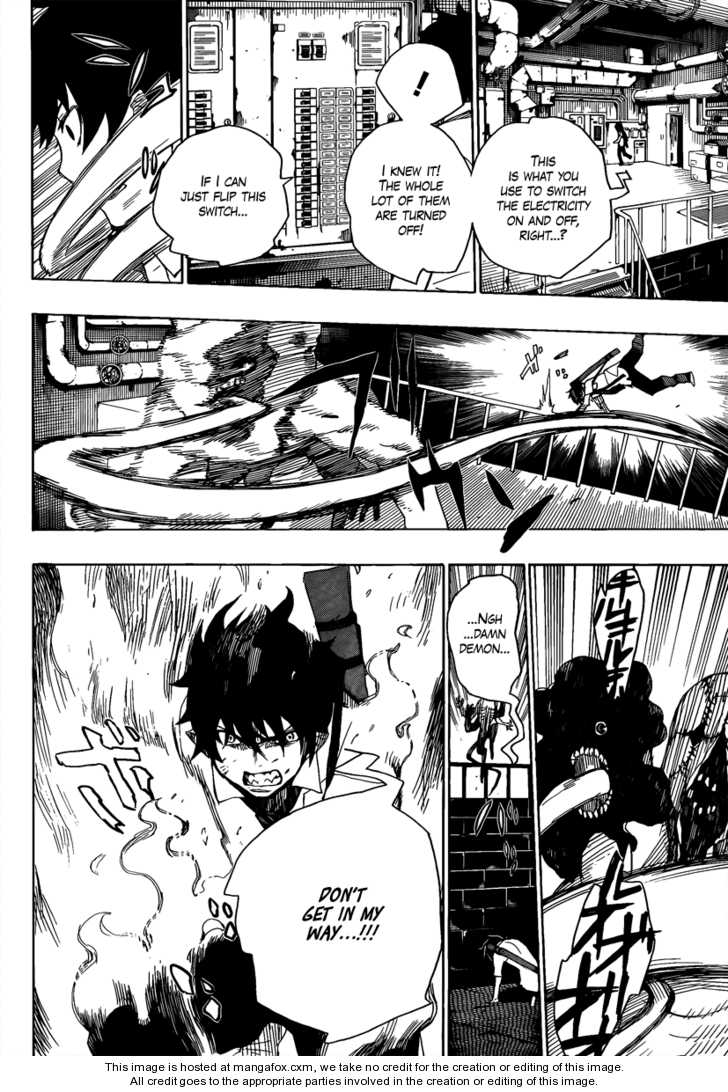 THIS
IS WHAT YOU
USE TO SWITCH
THE ELECTRICITY
ON AND OFF,
RIGHT...?
!
I KNEW IT!
THE WHOLE
LOT OF THEM
ARE TURNED
OFF!
IF I CAN
JUST FLIP THIS
SWITCH...
...NGH
...DAMN
DEMON...
DON'T
GET IN MY
WAY...!!!
This image is hosted at mangafox.cxm, we take no credit for the creation or editing of this image.
All credit goes to the appropriate parties involved in the creation & editing of this image.